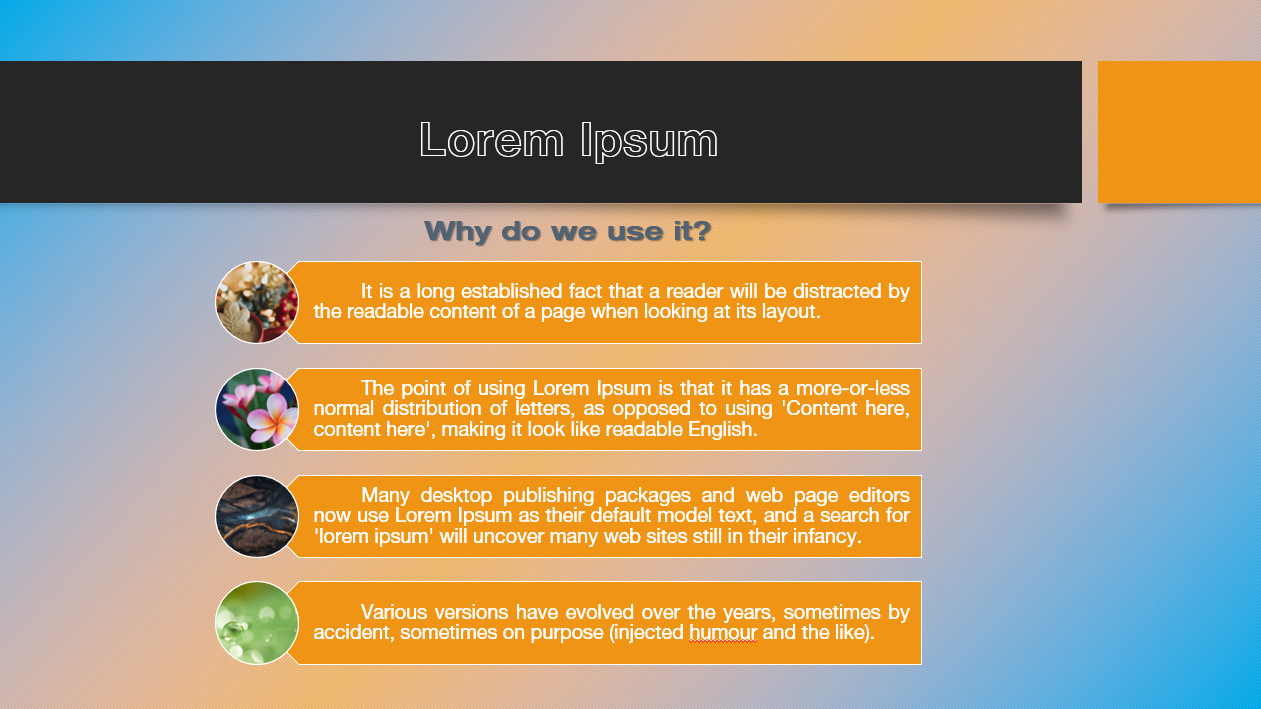 Lorem Ipsum
Why do we use it?
It is a long established fact that a reader will be distracted by
the readable content of a page when looking at its layout.
The point of using Lorem Ipsum is that it has a more-or-less
normal distribution of letters, as opposed to using 'Content here,
content here', making it look like readable English.
Many desktop publishing packages and web page editors
now use Lorem Ipsum as their default model text, and a search for
'lorem ipsum' will uncover many web sites still in their infancy.
Various versions have evolved over the years, sometimes by
accident, sometimes on purpose (injected humour and the like).